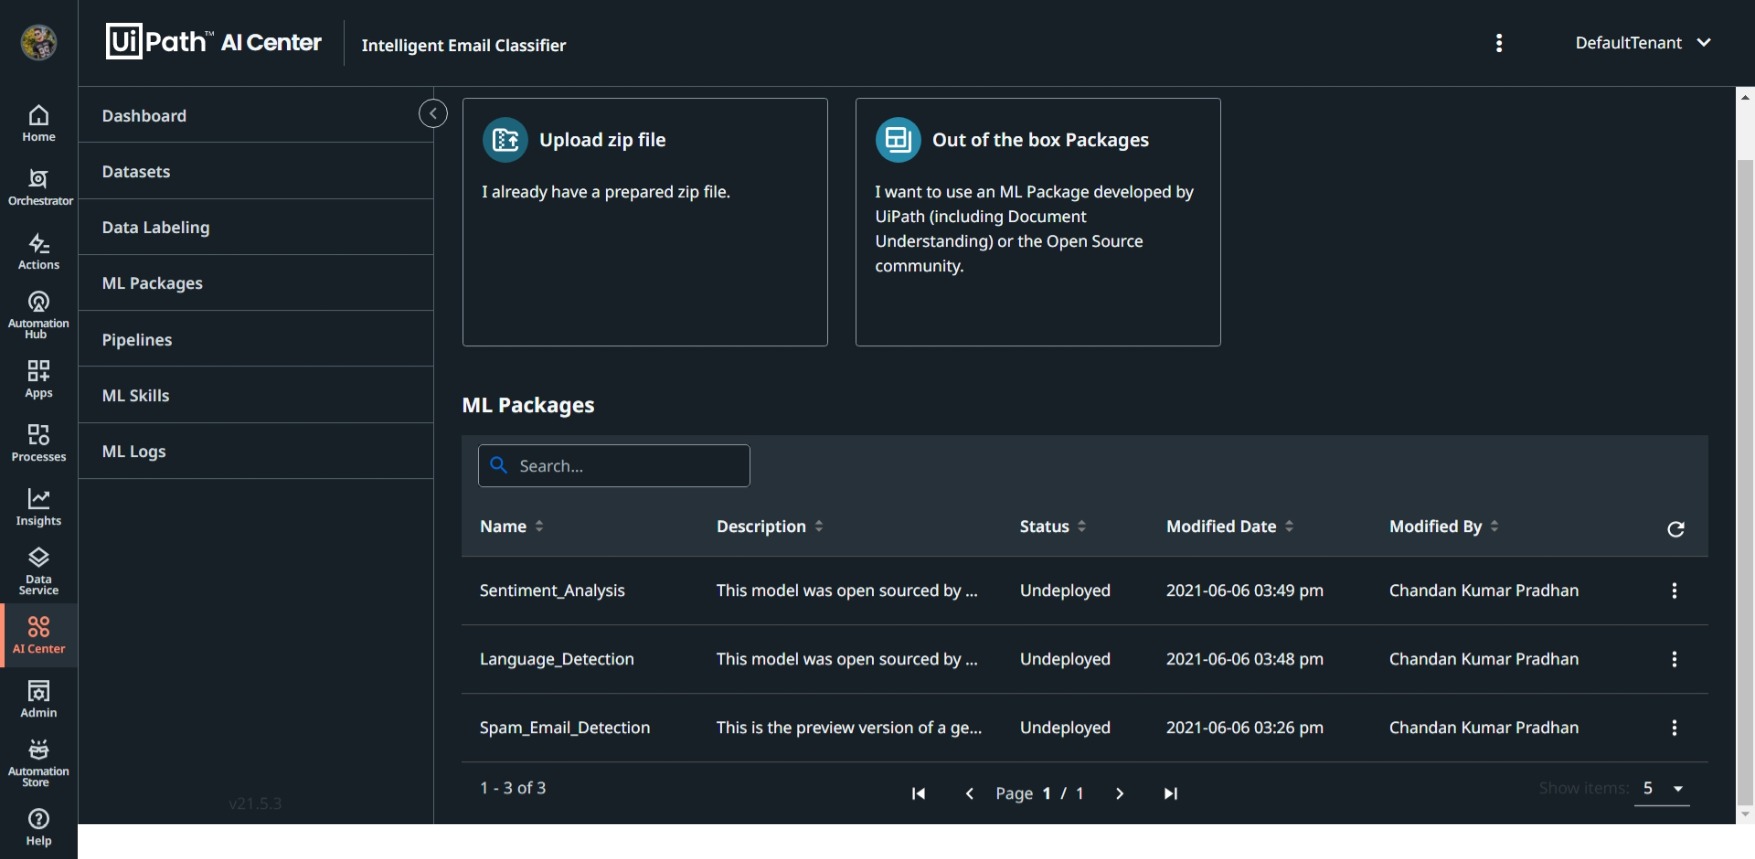 UiPath™ AI Center
Intelligent Email Classifier
DefaultTenant
Home
Orchestrator
Actions
Automation
Hub
Apps
Processes
Insights
Data
Service
AI Center
Admin
Automation
Store
Help
Dashboard
Datasets
Data Labeling
ML Packages
Pipelines
ML Skills
ML Logs
v21.5.3
Upload zip file
I already have a prepared zip file.
Out of the box Packages
I want to use an ML Package developed by
UiPath (including Document
Understanding) or the Open Source
community.
ML Packages
Search...
Name Description Status Modified Date Modified By
Sentiment_Analysis This model was open sourced by ... Undeployed 2021-06-06 03:49 pm Chandan Kumar Pradhan
Language_Detection This model was open sourced by ... Undeployed 2021-06-06 03:48 pm Chandan Kumar Pradhan
Spam_Email_Detection This is the preview version of a ge... Undeployed 2021-06-06 03:26 pm Chandan Kumar Pradhan
1 - 3 of 3 Page 1 / 1 Show items: 5